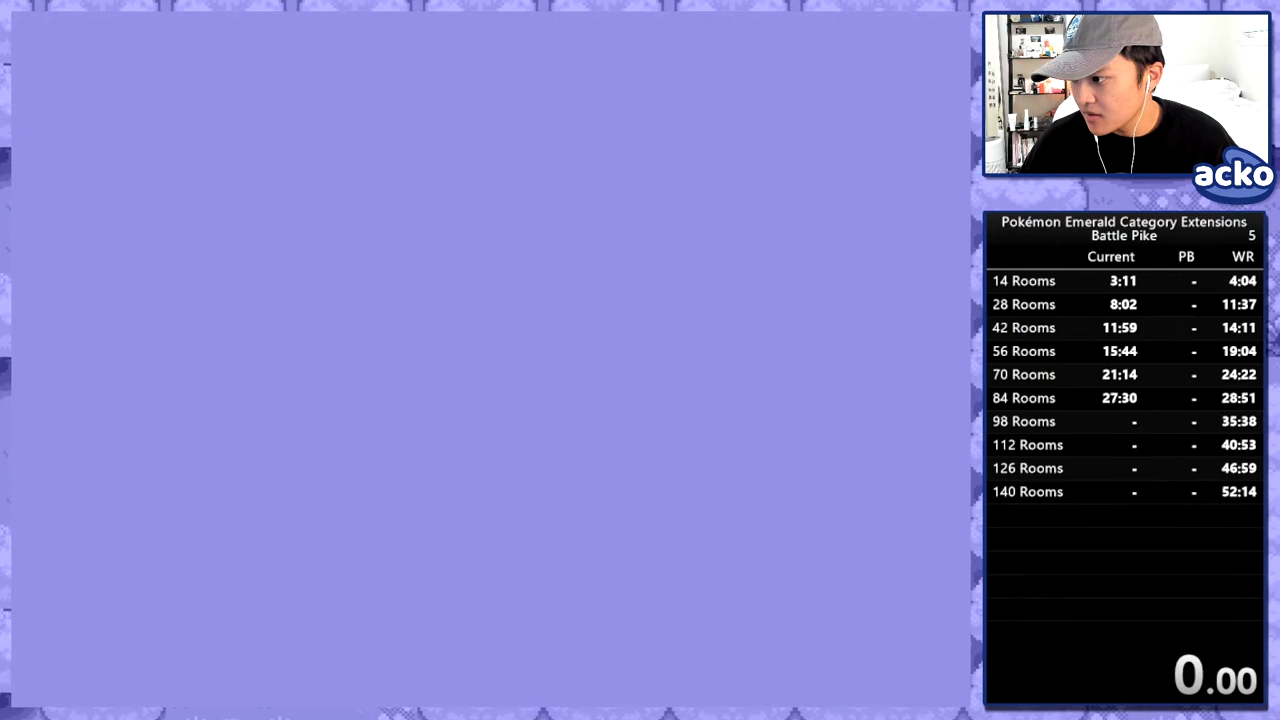 acko
Pokémon Emerald Category Extensions
Battle Pike 5
Current PB WR
14 Rooms 3:11 - 4:04
28 Rooms 8:02 - 11:37
42 Rooms 11:59 - 14:11
56 Rooms 15:44 - 19:04
70 Rooms 21:14 - 24:22
84 Rooms 27:30 - 28:51
98 Rooms - - 35:38
112 Rooms - - 40:53
126 Rooms - - 46:59
140 Rooms - - 52:14
0.00